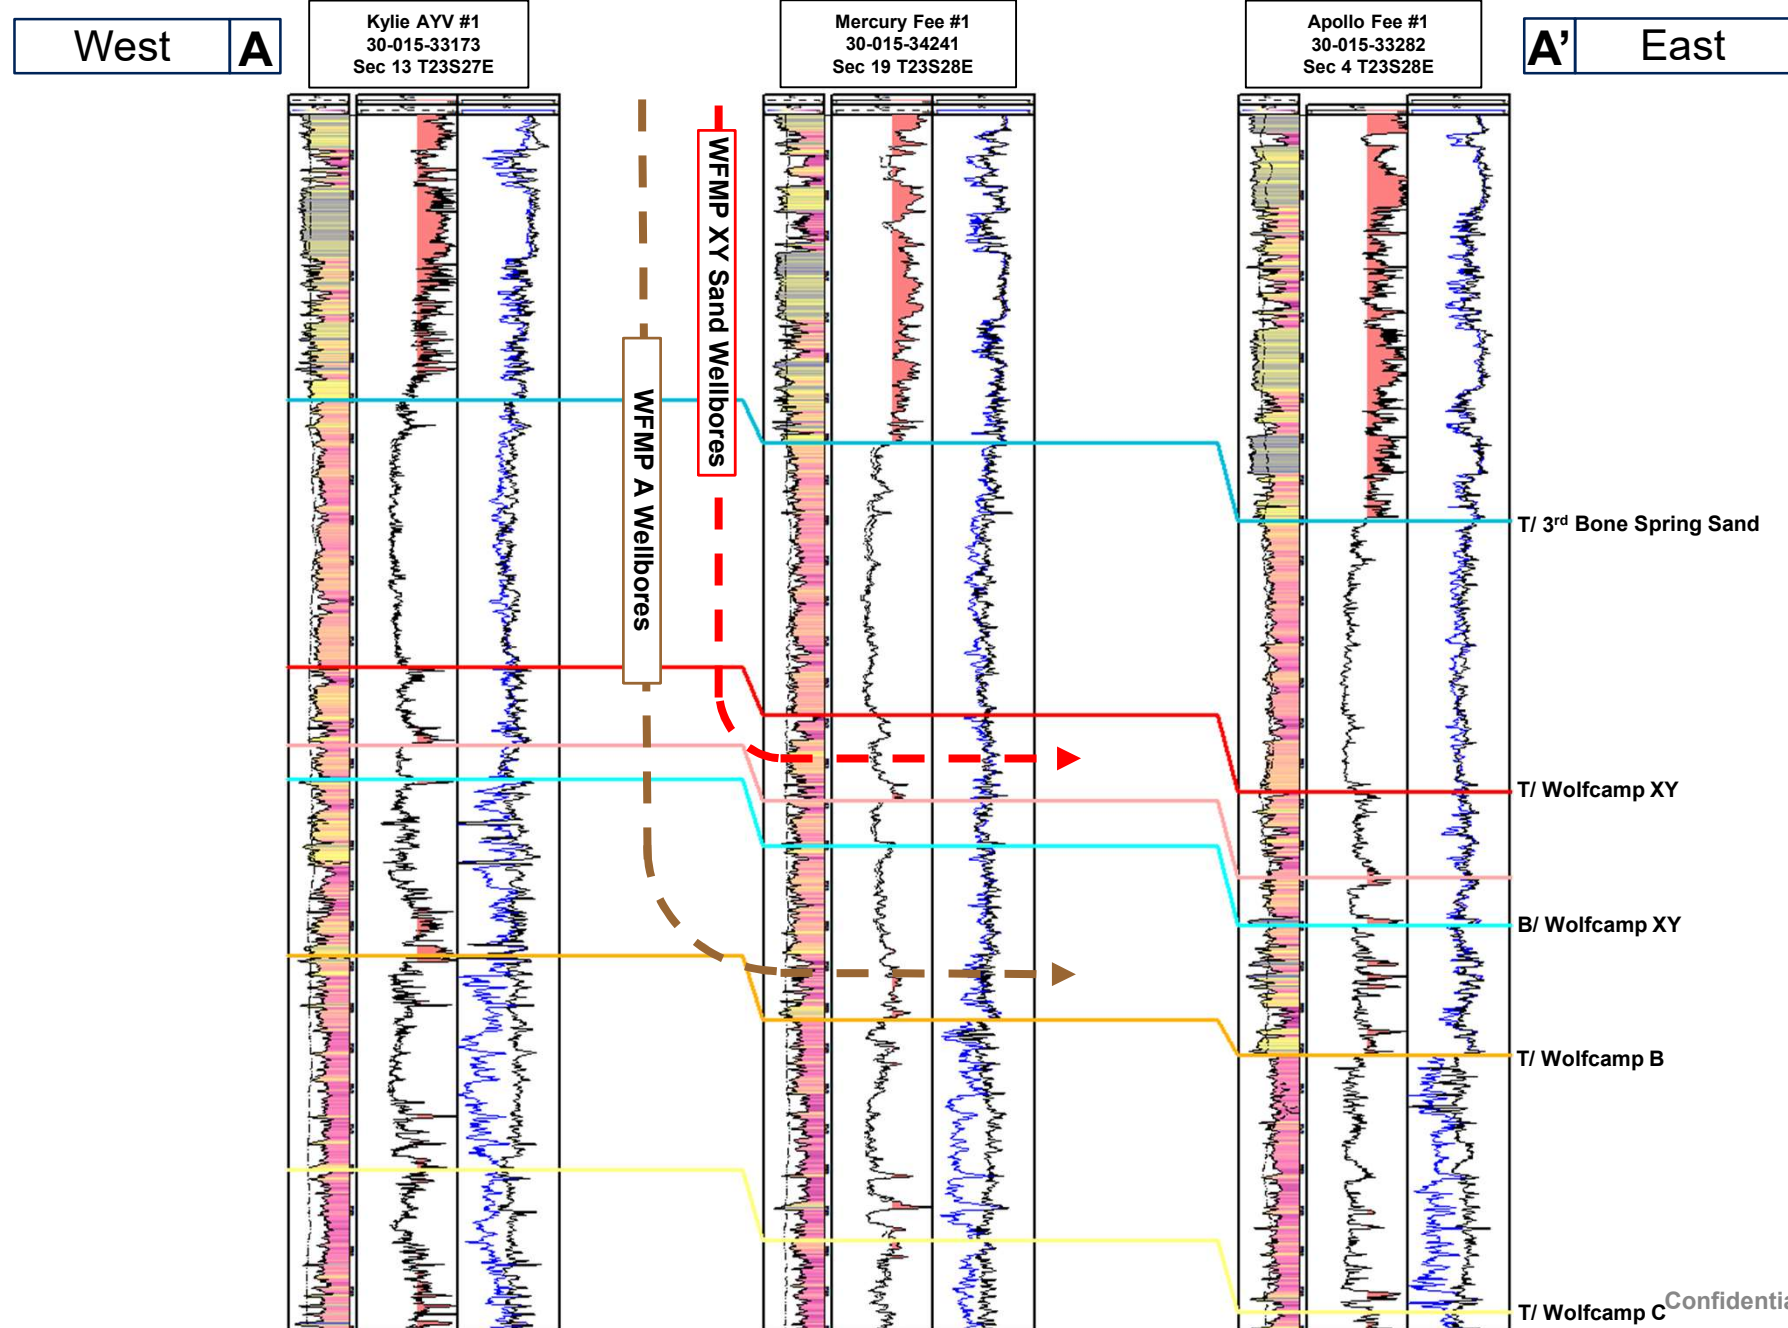 West A
Kylie AYV #1
30-015-33173
Sec 13 T23S27E
Mercury Fee #1
30-015-34241
Sec 19 T23S28E
Apollo Fee #1
30-015-33282
Sec 4 T23S28E
A' East
WFMP XY Sand Wellbores
WFMP A Wellbores
T/ 3rd Bone Spring Sand
T/ Wolfcamp XY
B/ Wolfcamp XY
T/ Wolfcamp B
T/ Wolfcamp C
Confidentia